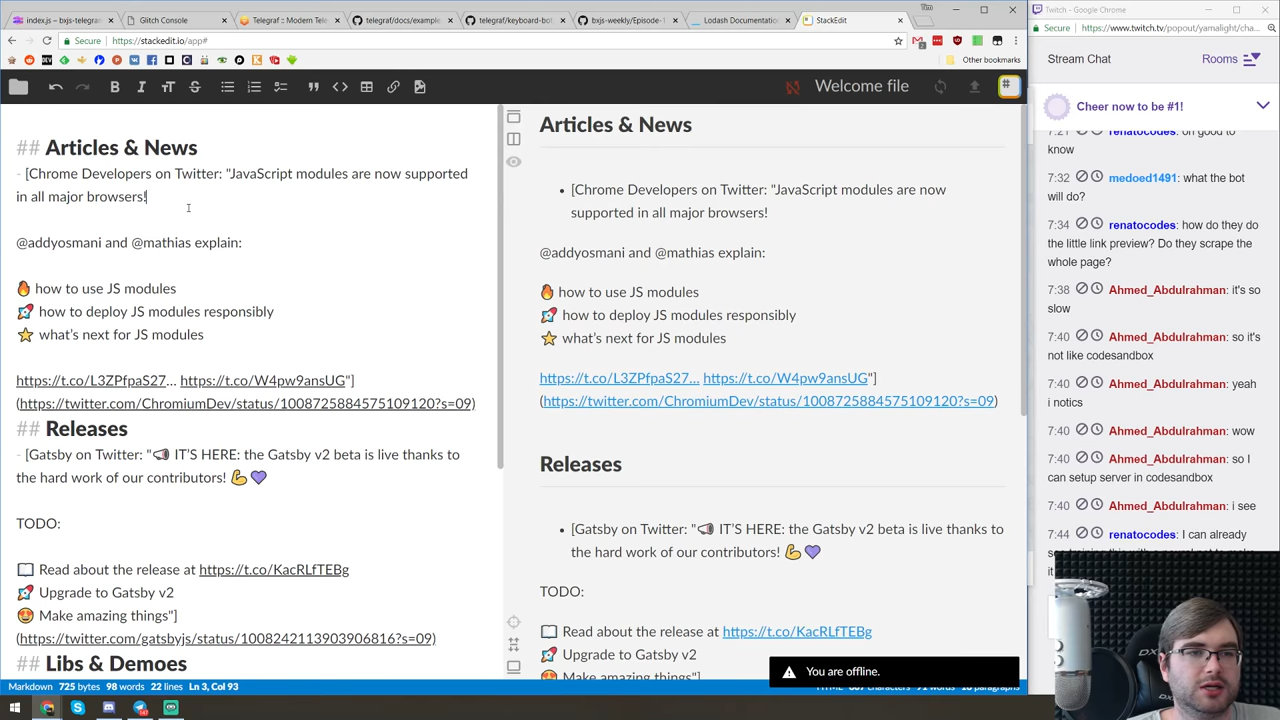 index.js – bxjs-telegra
Glitch Console
Telegraf :: Modern Tele
telegraf/docs/example
telegraf/keyboard-bot
bxjs-weekly/Episode-
Lodash Documentation
StackEdit
Twitch - Google Chrome
Secure
https://stackedit.io/app#
Secure
https://www.twitch.tv/popout/yamalight/cha...
Other bookmarks
Welcome file
Stream Chat
Rooms
Cheer now to be #1!
## Articles & News
- [Chrome Developers on Twitter: "JavaScript modules are now supported
in all major browsers!
@addyosmani and @mathias explain:
🔥 how to use JS modules
🚀 how to deploy JS modules responsibly
⭐ what's next for JS modules
https://t.co/L3ZPfpaS27… https://t.co/W4pw9ansUG"]
(https://twitter.com/ChromiumDev/status/1008725884575109120?s=09)
## Releases
- [Gatsby on Twitter: "📢 IT'S HERE: the Gatsby v2 beta is live thanks to
the hard work of our contributors! 💪💜
TODO:
📖 Read about the release at https://t.co/KacRLfTEBg
🚀 Upgrade to Gatsby v2
🤩 Make amazing things"]
(https://twitter.com/gatsbyjs/status/1008242113903906816?s=09)
## Libs & Demoes
Articles & News
• [Chrome Developers on Twitter: "JavaScript modules are now
supported in all major browsers!
@addyosmani and @mathias explain:
🔥 how to use JS modules
🚀 how to deploy JS modules responsibly
⭐ what's next for JS modules
https://t.co/L3ZPfpaS27… https://t.co/W4pw9ansUG"]
(https://twitter.com/ChromiumDev/status/1008725884575109120?s=09)
Releases
• [Gatsby on Twitter: "📢 IT'S HERE: the Gatsby v2 beta is live thanks to
the hard work of our contributors! 💪💜
TODO:
📖 Read about the release at https://t.co/KacRLfTEBg
🚀 Upgrade to Gatsby v2
You are offline.
Markdown 725 bytes 98 words 22 lines Ln 3, Col 93
7:21 renatocodes: oh good to
know
7:32 medoed1491: what the bot
will do?
7:34 renatocodes: how do they do
the little link preview? Do they scrape the
whole page?
7:38 Ahmed_Abdulrahman: it's so
slow
7:40 Ahmed_Abdulrahman: so it's
not like codesandbox
7:40 Ahmed_Abdulrahman: yeah
i notics
7:40 Ahmed_Abdulrahman: wow
7:40 Ahmed_Abdulrahman: so I
can setup server in codesandbox
7:40 Ahmed_Abdulrahman: i see
7:44 renatocodes: I can already